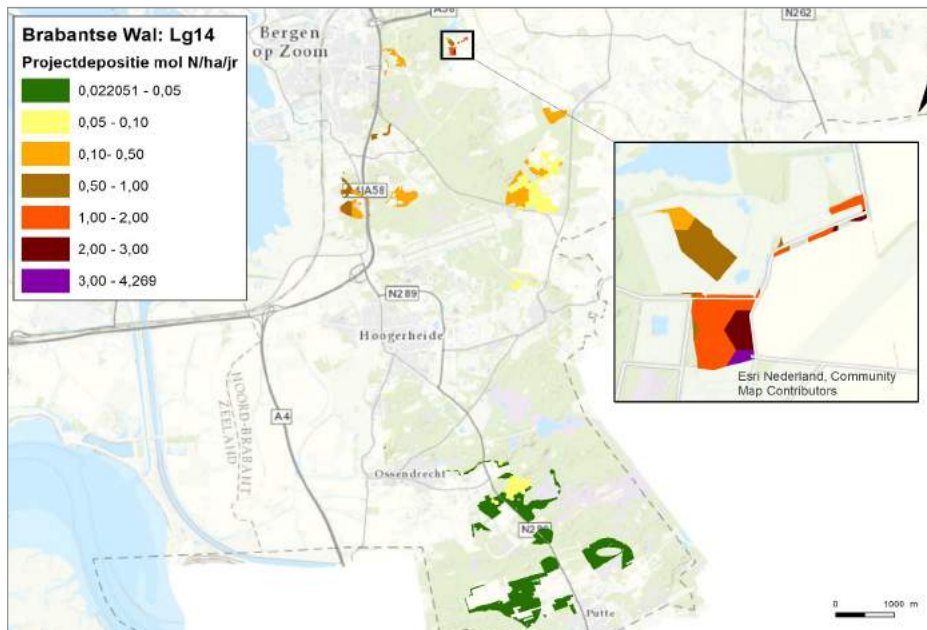 Brabantse Wal: Lg14
Projectdepositie mol N/ha/jr
0,022051 - 0,05
0,05 - 0,10
0,10- 0,50
0,50 - 1,00
1,00 - 2,00
2,00 - 3,00
3,00 - 4,269
Bergen
op Zoom
N262
A58
N289
Hoogerheide
NOORD-BRABANT
ZEELAND
A4
Esri Nederland, Community
Map Contributors
Ossendrecht
Putte
0
1000 m